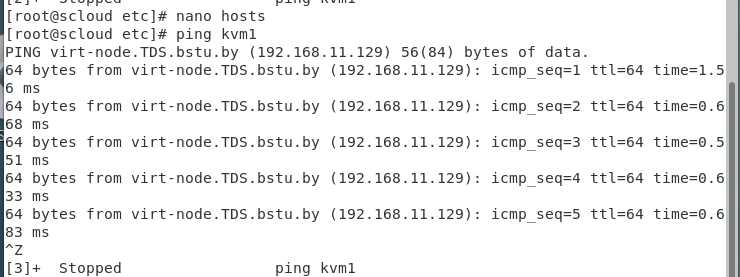 [2]+  Stopped                 ping kvm1
[root@scloud etc]# nano hosts
[root@scloud etc]# ping kvm1
PING virt-node.TDS.bstu.by (192.168.11.129) 56(84) bytes of data.
64 bytes from virt-node.TDS.bstu.by (192.168.11.129): icmp_seq=1 ttl=64 time=1.5
6 ms
64 bytes from virt-node.TDS.bstu.by (192.168.11.129): icmp_seq=2 ttl=64 time=0.6
68 ms
64 bytes from virt-node.TDS.bstu.by (192.168.11.129): icmp_seq=3 ttl=64 time=0.5
51 ms
64 bytes from virt-node.TDS.bstu.by (192.168.11.129): icmp_seq=4 ttl=64 time=0.6
33 ms
64 bytes from virt-node.TDS.bstu.by (192.168.11.129): icmp_seq=5 ttl=64 time=0.6
83 ms
^Z
[3]+  Stopped                 ping kvm1